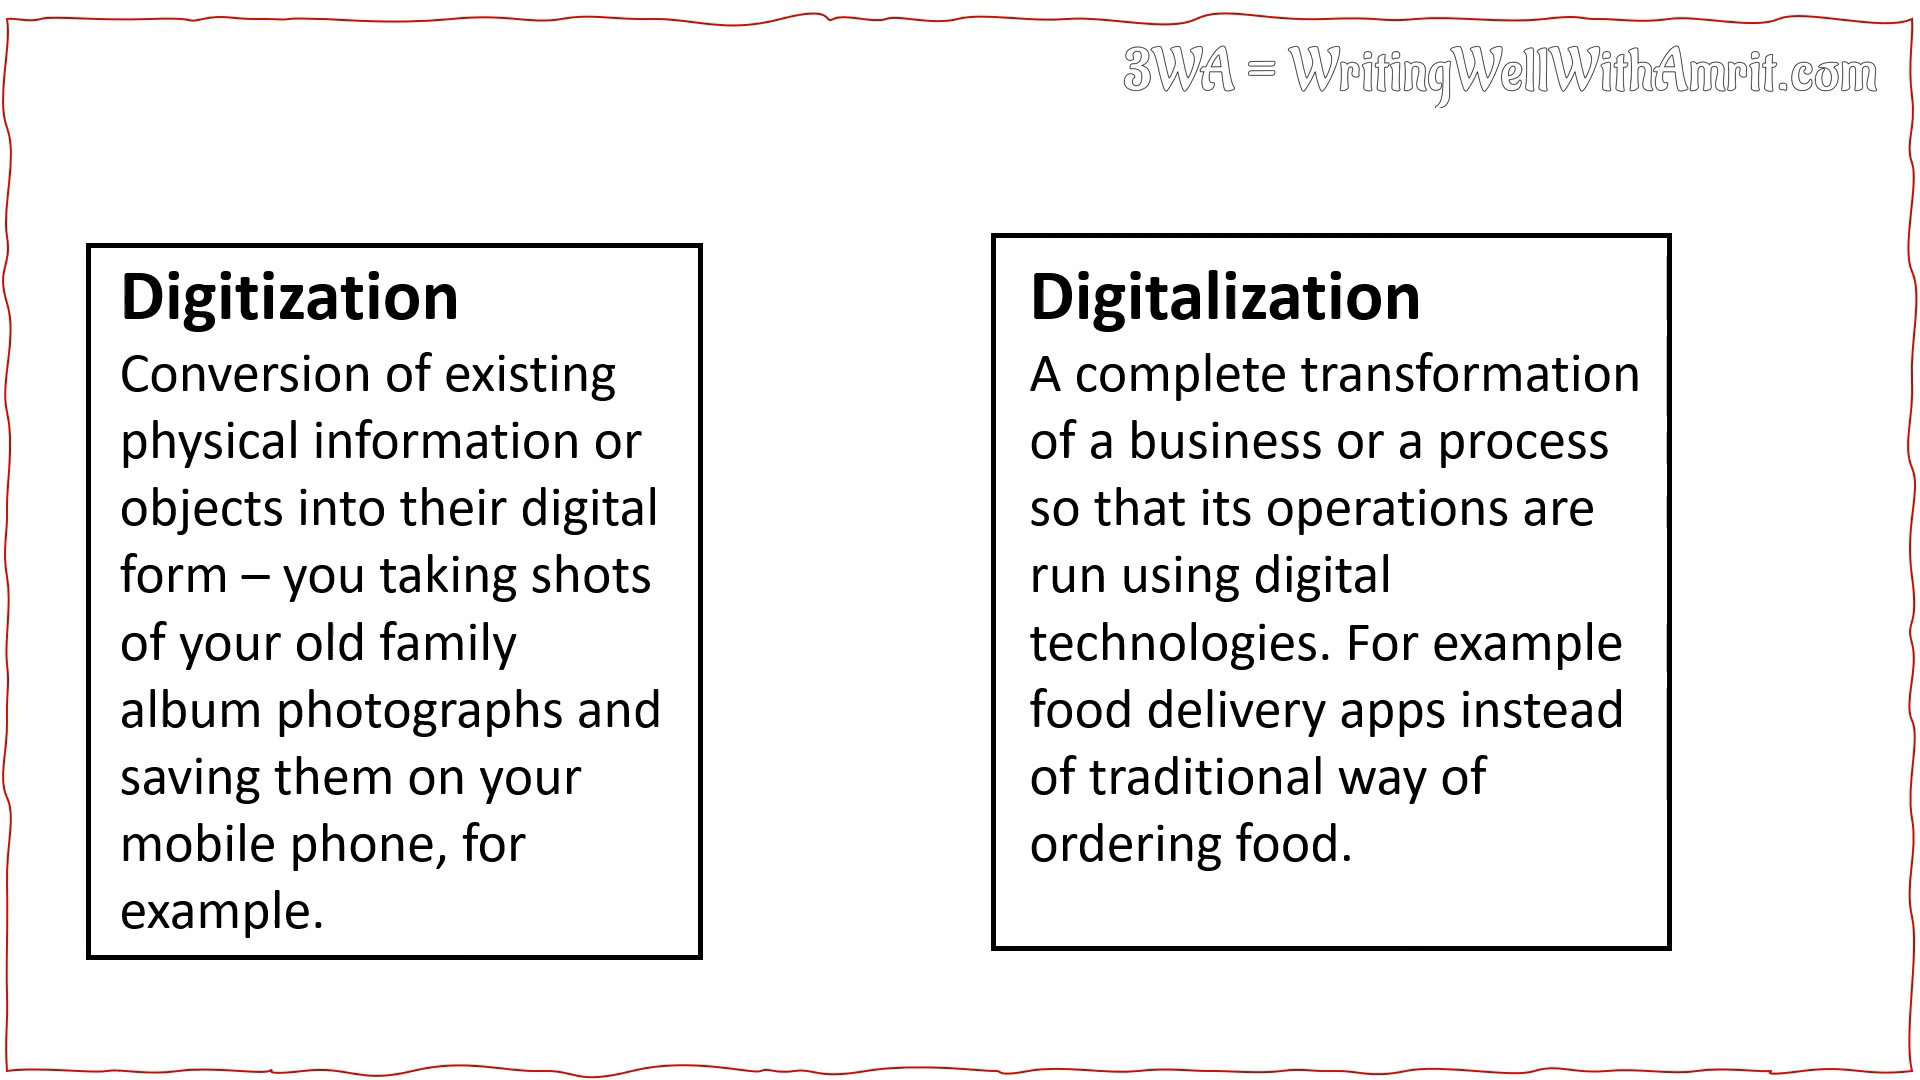 3WA = WritingWellWithAmrit.com
Digitization
Conversion of existing
physical information or
objects into their digital
form – you taking shots
of your old family
album photographs and
saving them on your
mobile phone, for
example.
Digitalization
A complete transformation
of a business or a process
so that its operations are
run using digital
technologies. For example
food delivery apps instead
of traditional way of
ordering food.